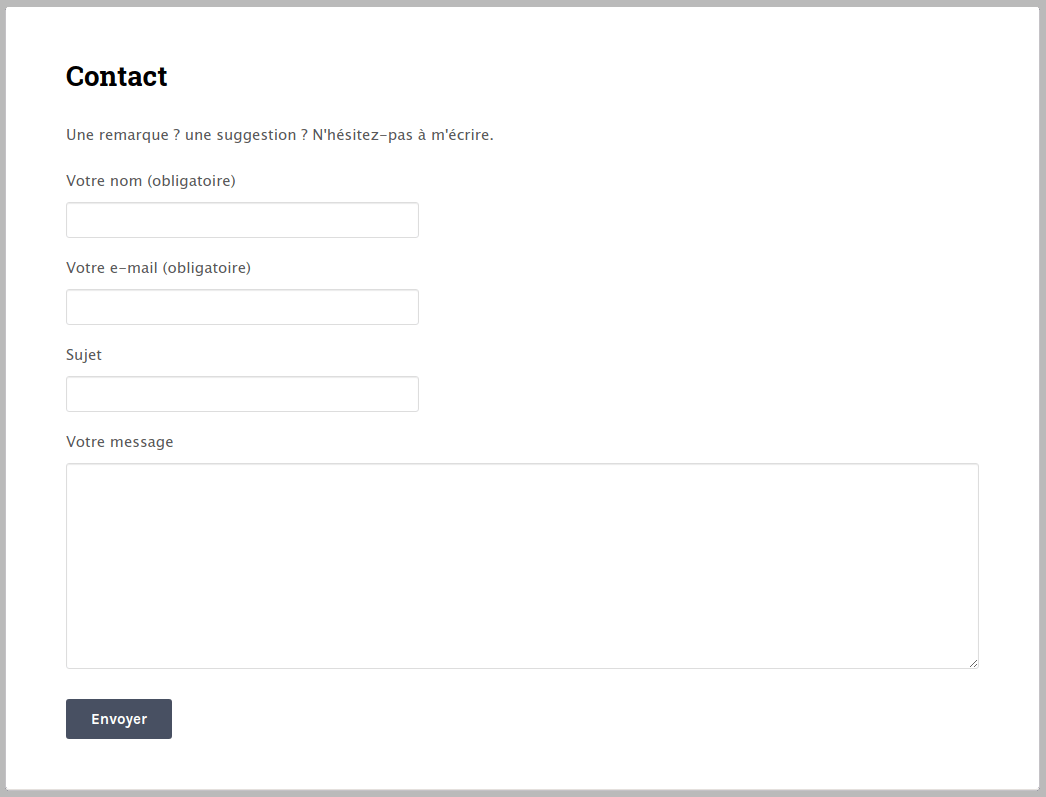 Contact
Une remarque ? une suggestion ? N'hésitez-pas à m'écrire.
Votre nom (obligatoire)
Votre e-mail (obligatoire)
Sujet
Votre message
Envoyer